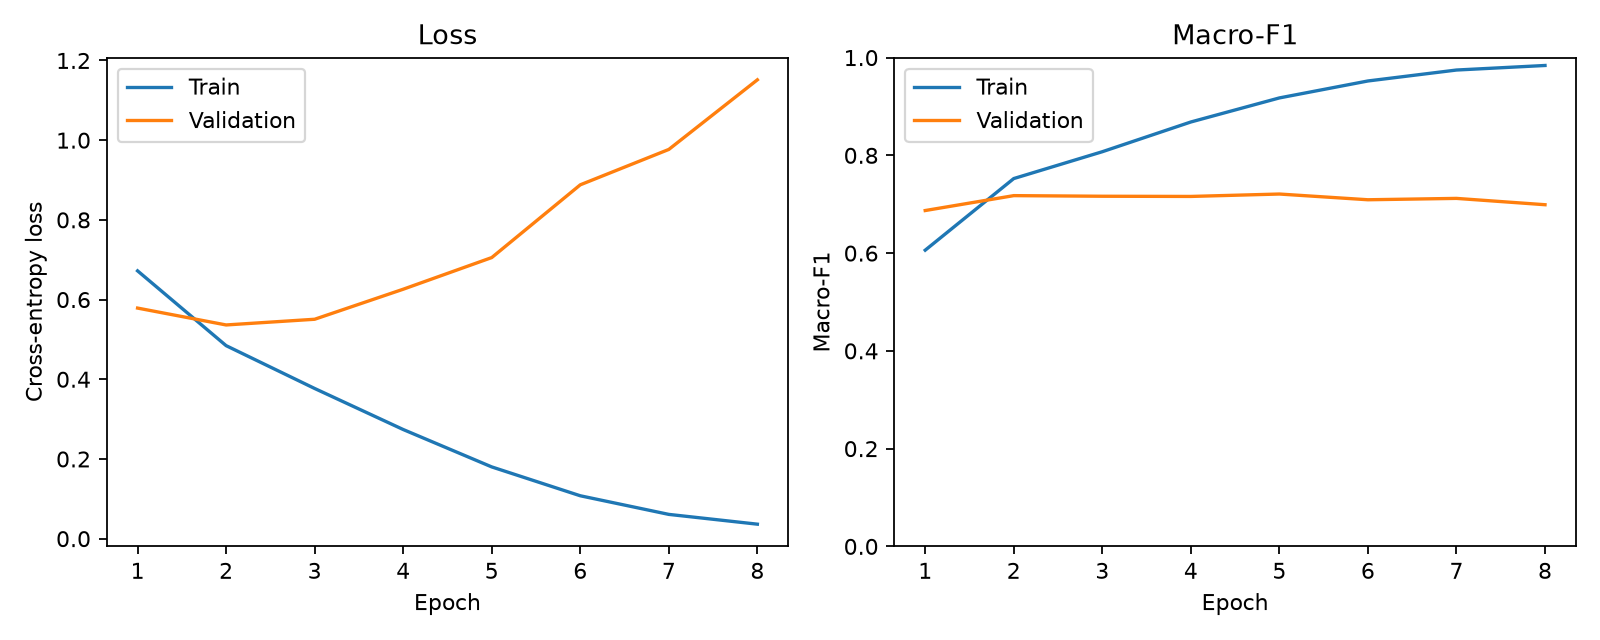 Loss
Train
Validation
Cross-entropy loss
1.2
1.0
0.8
0.6
0.4
0.2
0.0
1 2 3 4 5 6 7 8
Epoch
Macro-F1
Train
Validation
Macro-F1
1.0
0.8
0.6
0.4
0.2
0.0
1 2 3 4 5 6 7 8
Epoch